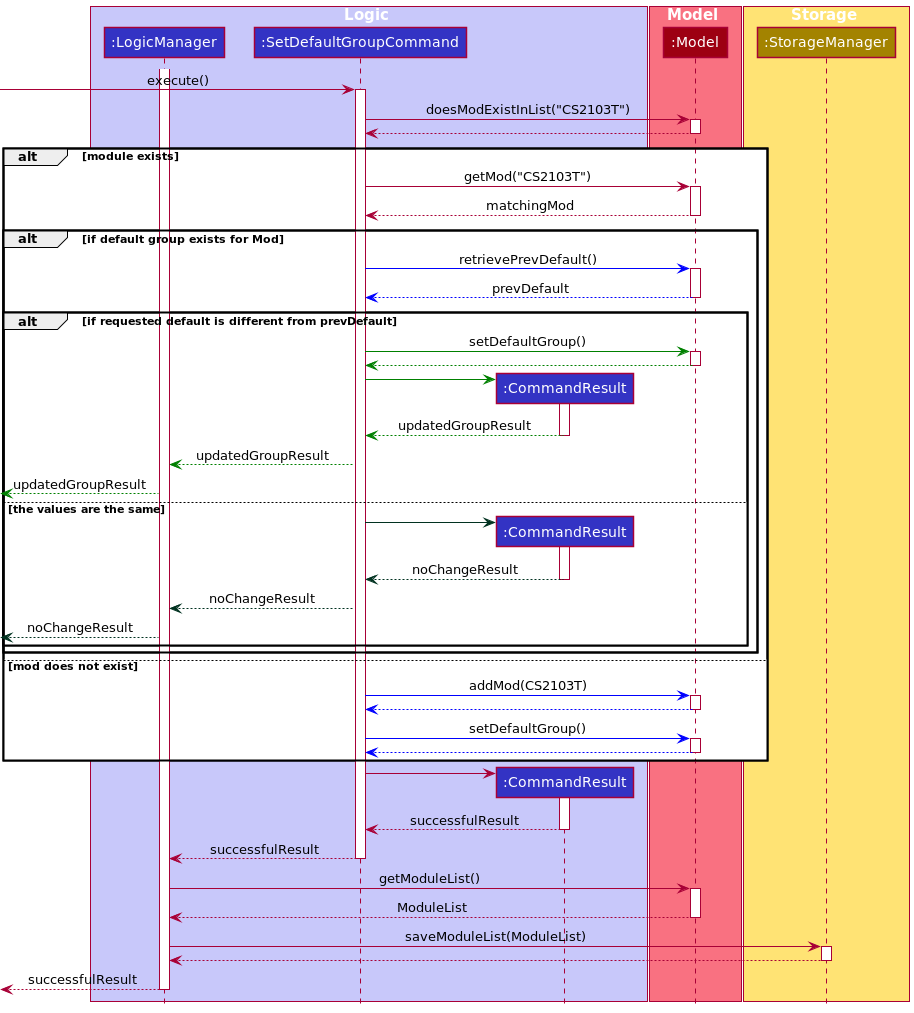 Logic
Model
Storage
:LogicManager
:SetDefaultGroupCommand
:Model
:StorageManager
execute()
doesModExistInList("CS2103T")
alt
[module exists]
getMod("CS2103T")
matchingMod
alt
[if default group exists for Mod]
retrievePrevDefault()
prevDefault
alt
[if requested default is different from prevDefault]
setDefaultGroup()
:CommandResult
updatedGroupResult
updatedGroupResult
updatedGroupResult
[the values are the same]
:CommandResult
noChangeResult
noChangeResult
noChangeResult
[mod does not exist]
addMod(CS2103T)
setDefaultGroup()
:CommandResult
successfulResult
successfulResult
getModuleList()
ModuleList
saveModuleList(ModuleList)
successfulResult